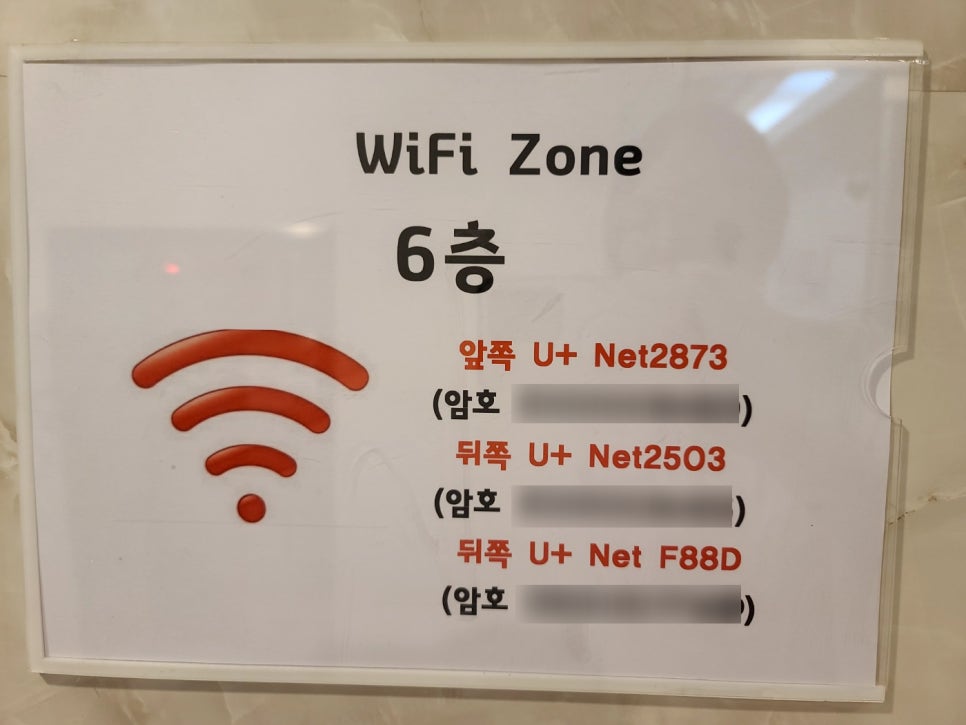 WiFi Zone
6층
앞쪽 U+ Net2873
(암호 )
뒤쪽 U+ Net2503
(암호 )
뒤쪽 U+ Net F88D
(암호 )